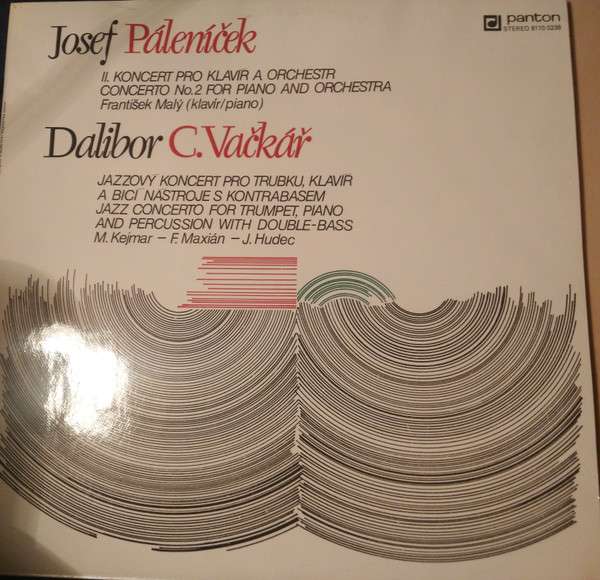 Josef Páleníček
panton
STEREO 8110 0238
II. KONCERT PRO KLAVÍR A ORCHESTR
CONCERTO No.2 FOR PIANO AND ORCHESTRA
František Malý (klavír/piano)
Dalibor C.Vačkář
JAZZOVÝ KONCERT PRO TRUBKU, KLAVÍR
A BICÍ NÁSTROJE S KONTRABASEM
JAZZ CONCERTO FOR TRUMPET, PIANO
AND PERCUSSION WITH DOUBLE-BASS
M. Kejmar – F. Maxián – J. Hudec